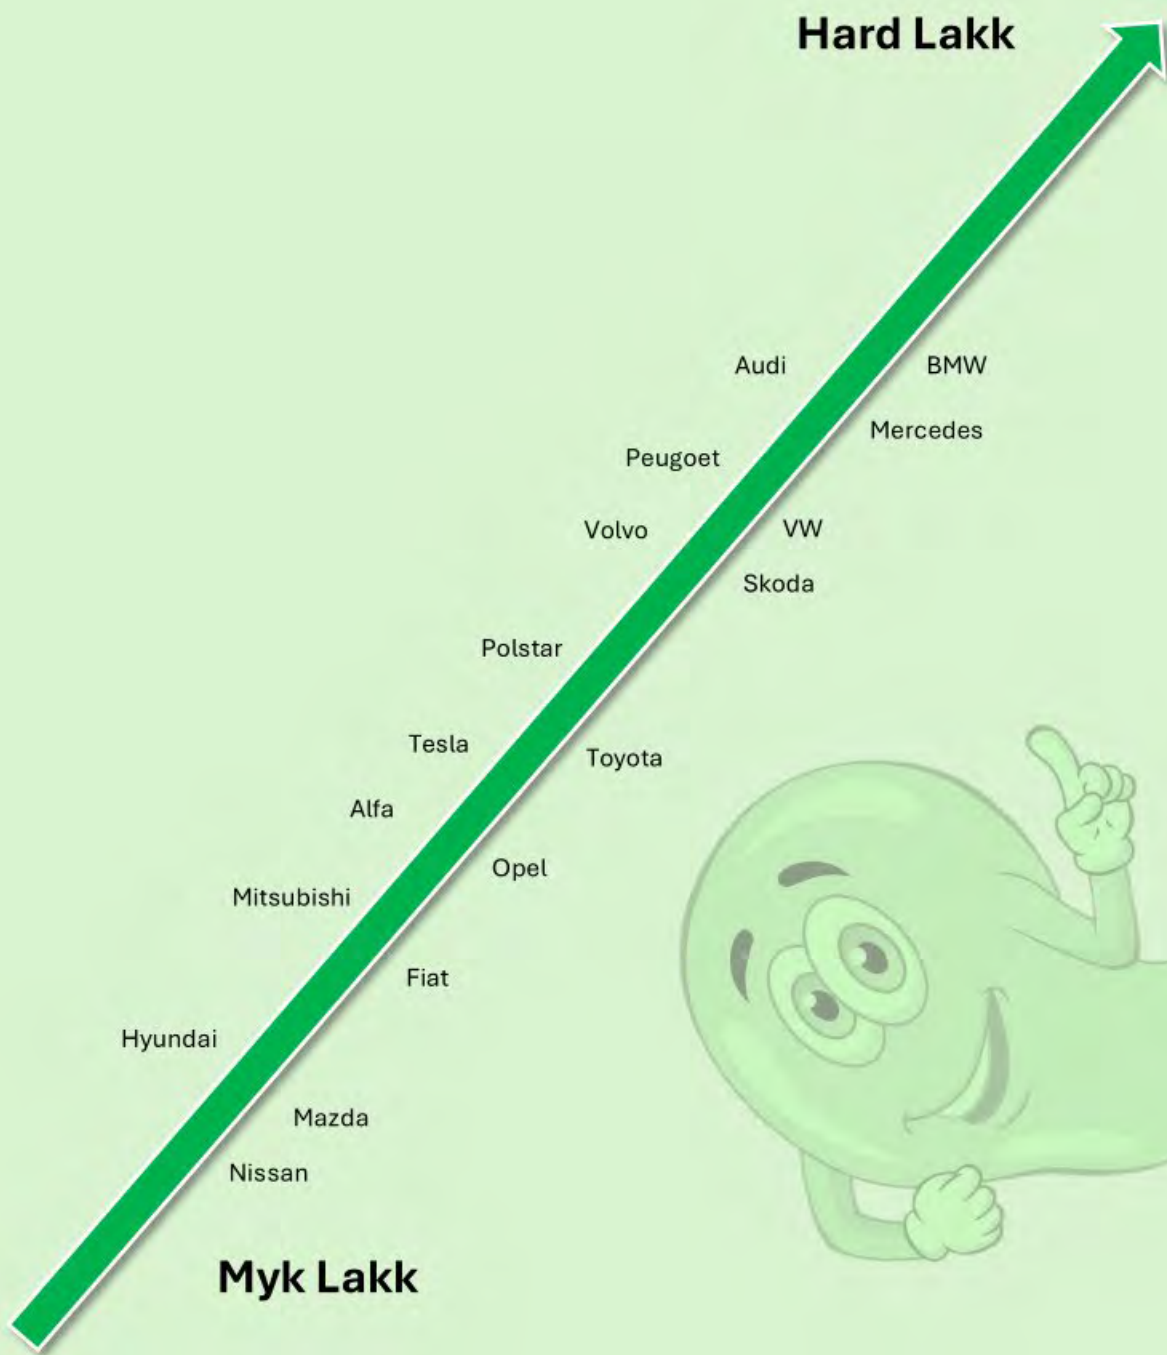 Hard Lakk
Audi
BMW
Mercedes
Peugoet
Volvo
VW
Skoda
Polstar
Tesla
Toyota
Alfa
Opel
Mitsubishi
Fiat
Hyundai
Mazda
Nissan
Myk Lakk